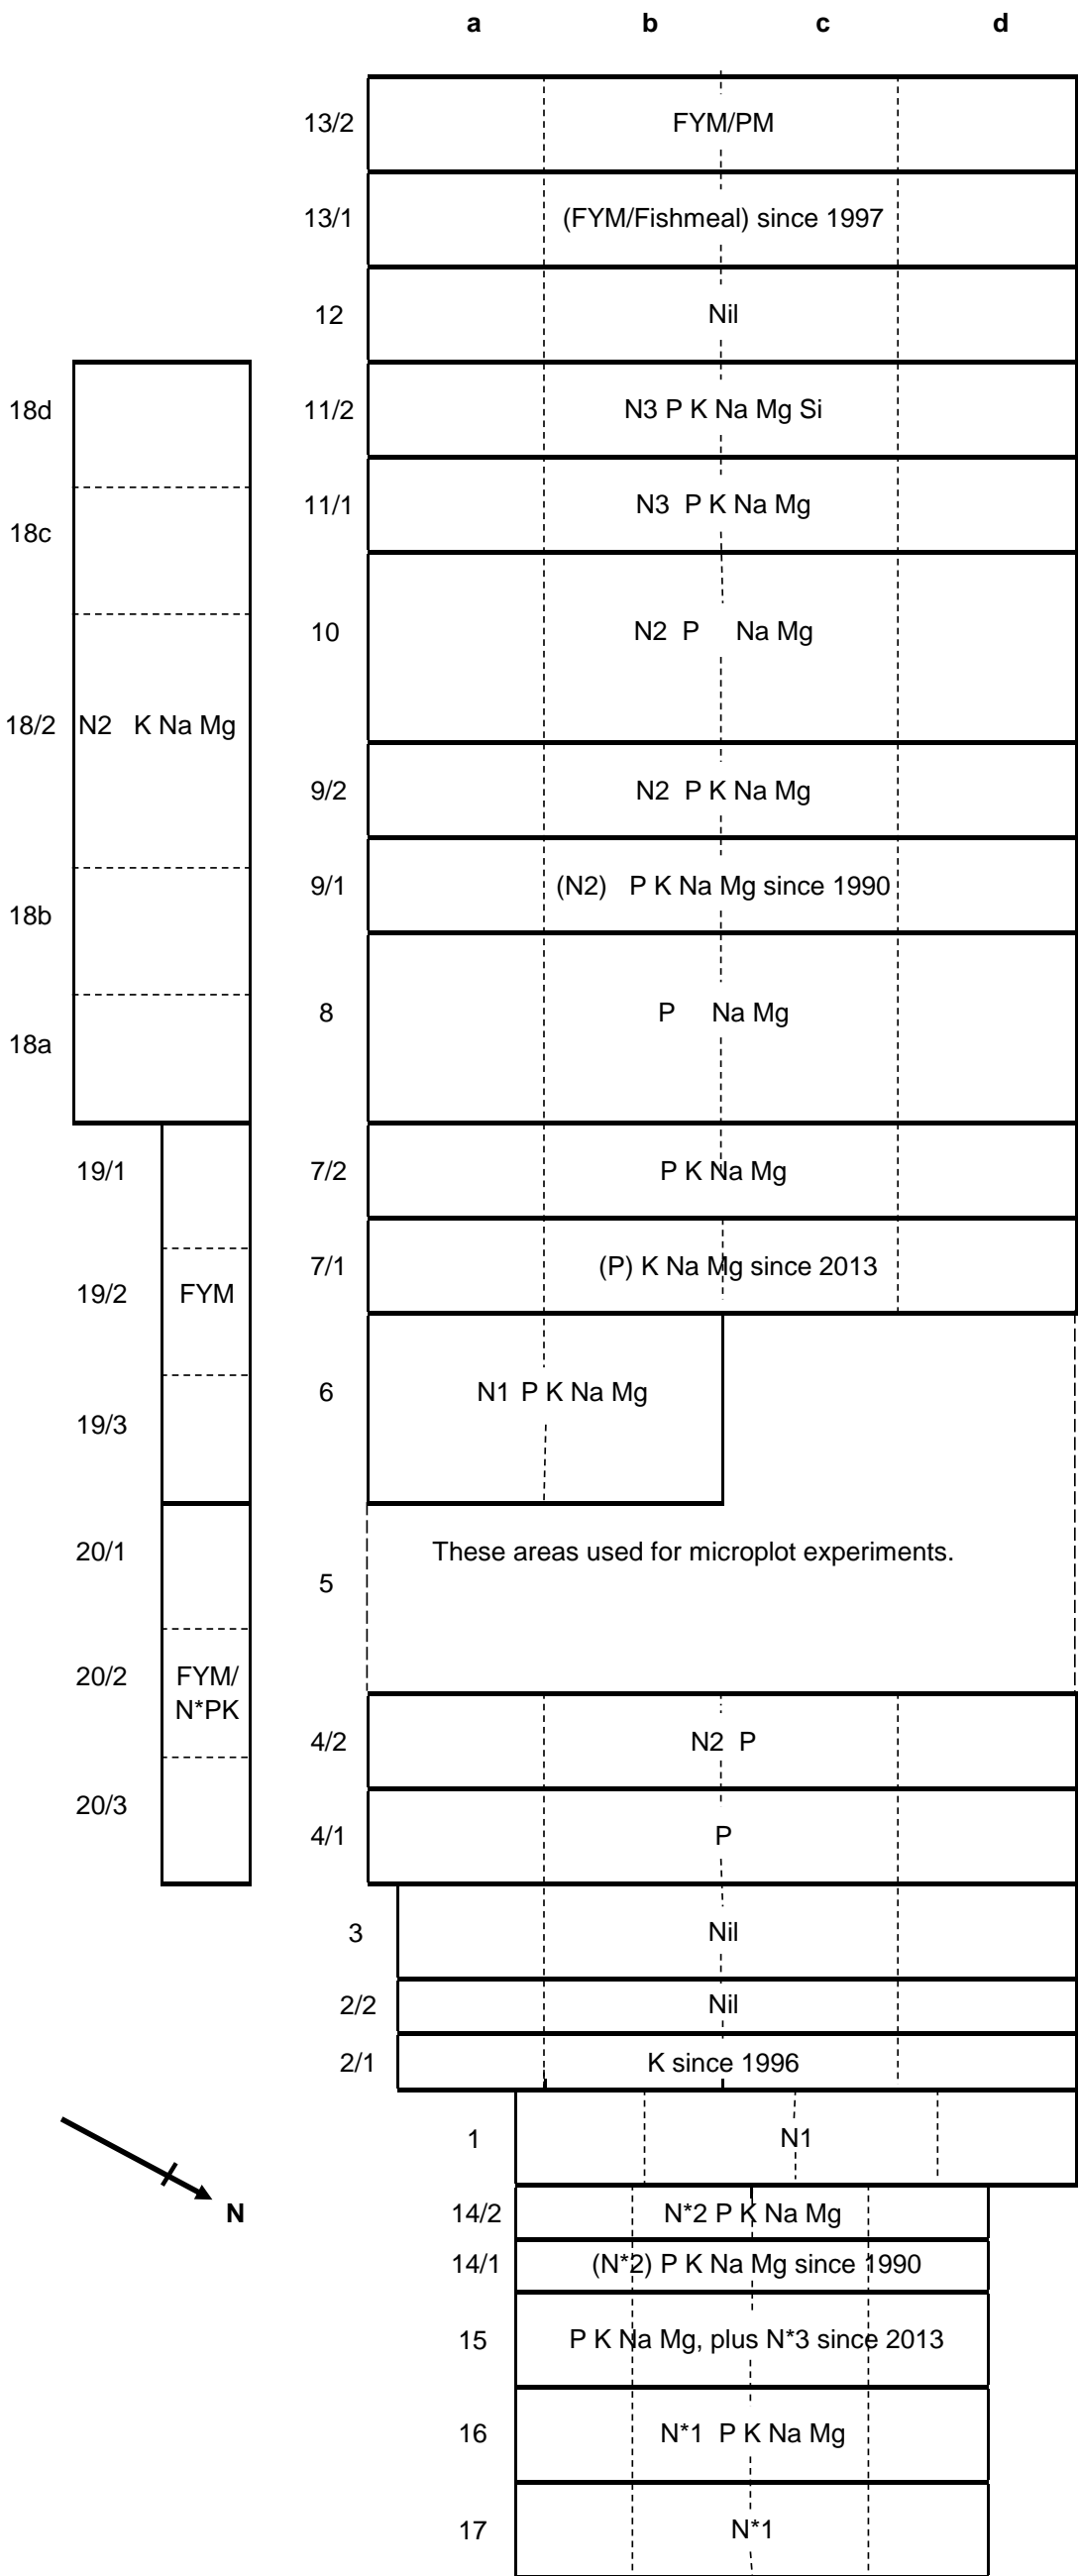 a b c d
13/2 FYM/PM
13/1 (FYM/Fishmeal) since 1997
12 Nil
18d
11/2 N3 P K Na Mg Si
11/1 N3 P K Na Mg
18c
10 N2 P Na Mg
18/2 N2 K Na Mg
9/2 N2 P K Na Mg
9/1 (N2) P K Na Mg since 1990
18b
8 P Na Mg
18a
19/1
7/2 P K Na Mg
7/1 (P) K Na Mg since 2013
19/2 FYM
6 N1 P K Na Mg
19/3
20/1
These areas used for microplot experiments.
5
20/2 FYM/
N*PK
4/2 N2 P
20/3
4/1 P
3 Nil
2/2 Nil
2/1 K since 1996
1 N1
N
14/2 N*2 P K Na Mg
14/1 (N*2) P K Na Mg since 1990
15 P K Na Mg, plus N*3 since 2013
16 N*1 P K Na Mg
17 N*1